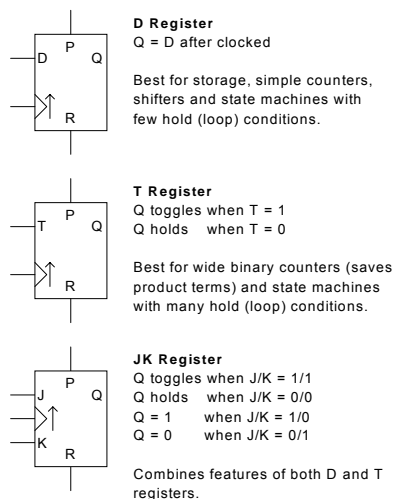 D Register
P
D Q
Q = D after clocked
R
Best for storage, simple counters,
shifters and state machines with
few hold (loop) conditions.
T Register
P
T Q
Q toggles when T = 1
Q holds when T = 0
R
Best for wide binary counters (saves
product terms) and state machines
with many hold (loop) conditions.
JK Register
P
J Q
K
R
Q toggles when J/K = 1/1
Q holds when J/K = 0/0
Q = 1 when J/K = 1/0
Q = 0 when J/K = 0/1
Combines features of both D and T
registers.